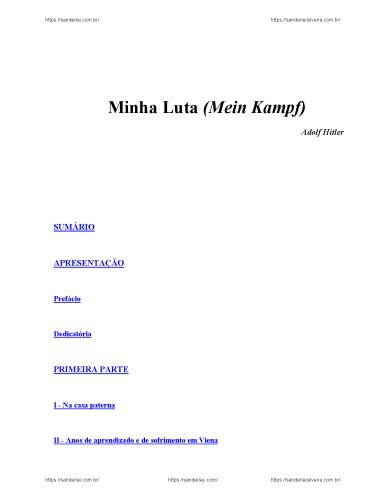 https://sanderlei.com.br/ https://sanderleisilveira.com.br/
Minha Luta (Mein Kampf)
Adolf Hitler
SUMÁRIO
APRESENTAÇÃO
Prefácio
Dedicatória
PRIMEIRA PARTE
I - Na casa paterna
II - Anos de aprendizado e de sofrimento em Viena
https://sanderlei.com.br/ https://sanderley.com/ https://sanderleisilveira.com.br/